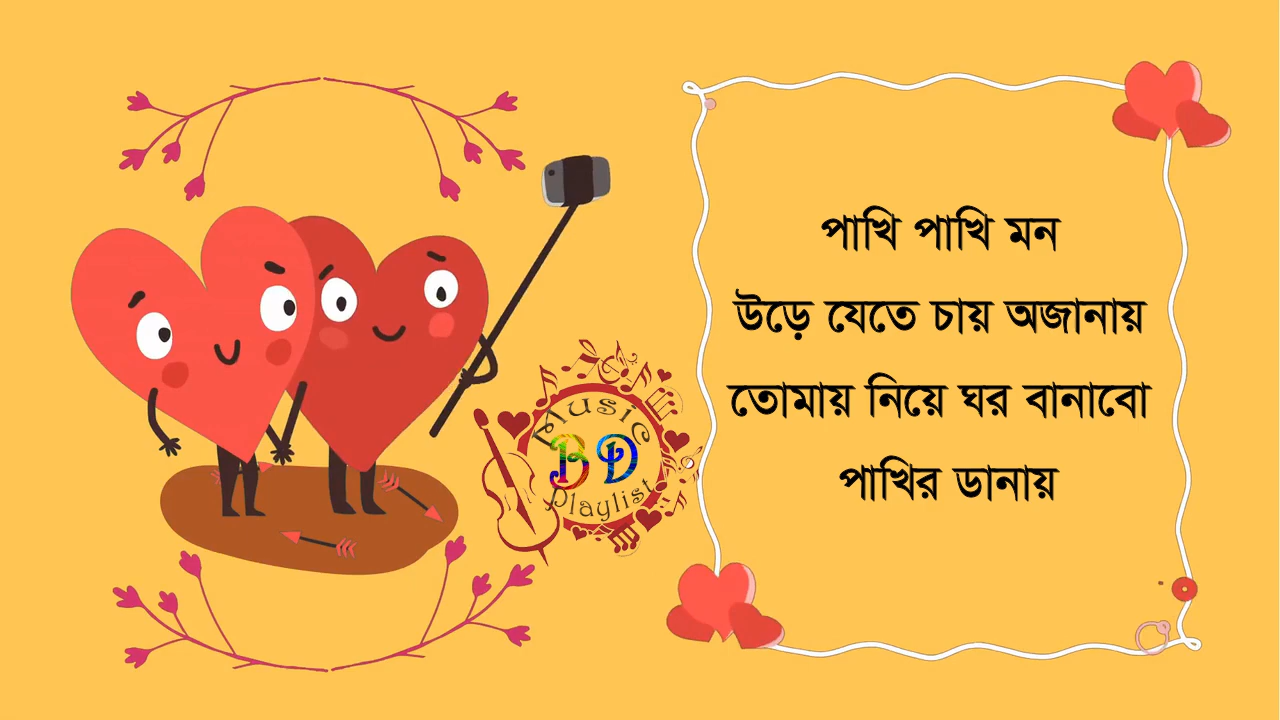 পাখি পাখি মন
উড়ে যেতে চায় অজানায়
তোমায় নিয়ে ঘর বানাবো
পাখির ডানায়
Music
BD
Playlist